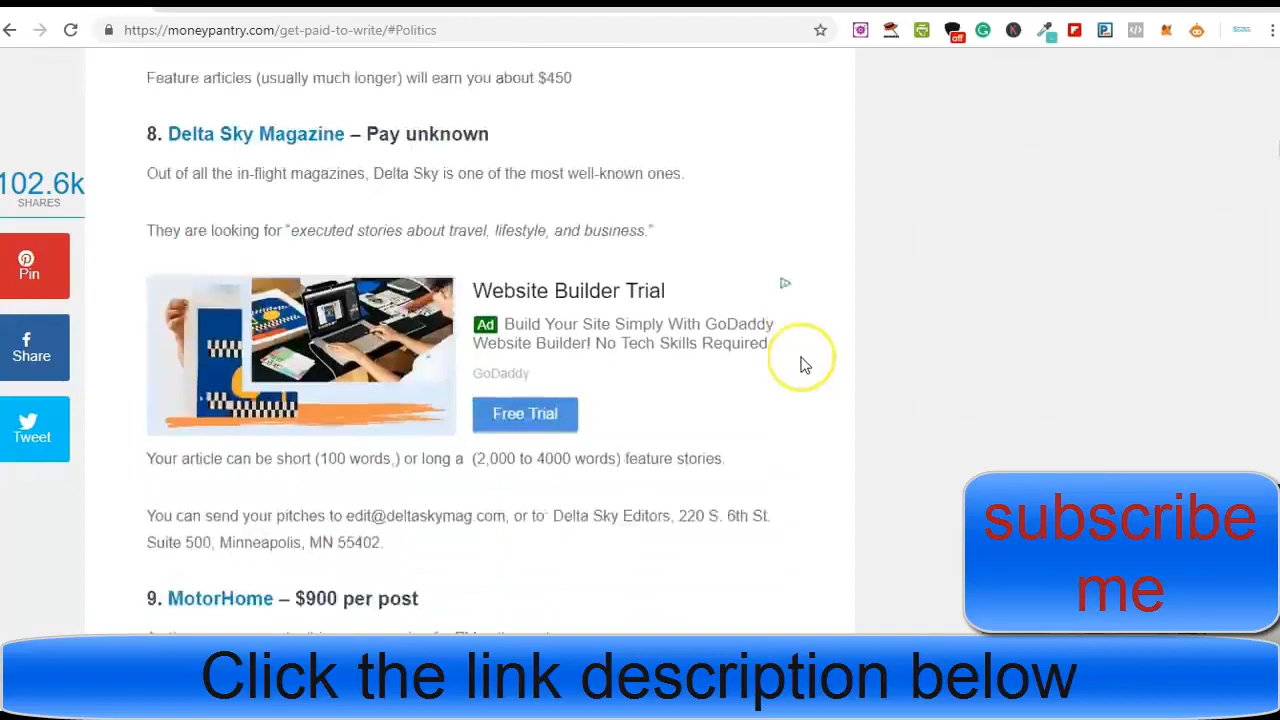 https://moneypantry.com/get-paid-to-write/#Politics
off
Feature articles (usually much longer) will earn you about $450
8. Delta Sky Magazine – Pay unknown
Out of all the in-flight magazines, Delta Sky is one of the most well-known ones.
102.6k
SHARES
They are looking for “executed stories about travel, lifestyle, and business.”
Pin
Website Builder Trial
Ad Build Your Site Simply With GoDaddy
Website Builder! No Tech Skills Required
GoDaddy
Free Trial
Share
Tweet
Your article can be short (100 words,) or long a (2,000 to 4000 words) feature stories.
You can send your pitches to edit@deltaskymag.com, or to Delta Sky Editors, 220 S. 6th St.
Suite 500, Minneapolis, MN 55402.
9. MotorHome – $900 per post
subscribe
me
Click the link description below